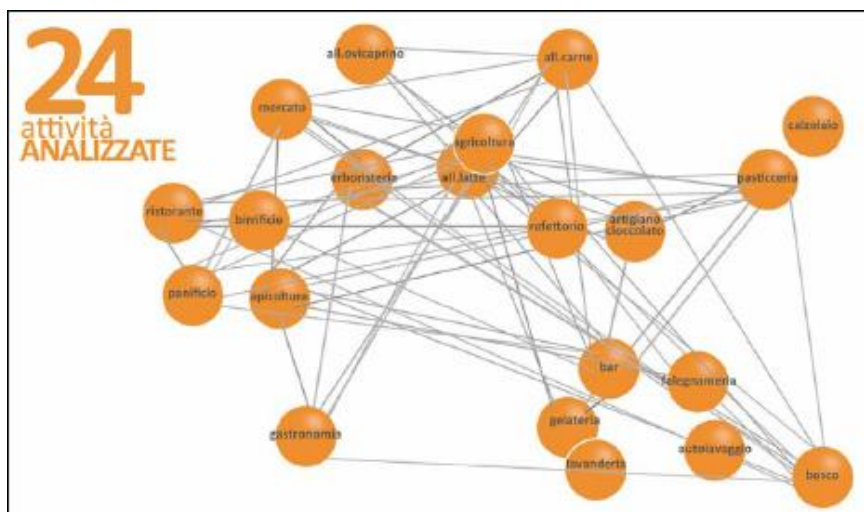 24
attività
ANALIZZATE
all.ovicaprino
all.carne
mercato
agricoltura
calzolaio
erboristeria
all.latte
pasticceria
ristorante
birrificio
refettorio
artigiano
cioccolato
panificio
apicoltura
bar
falegnameria
gelateria
gastronomia
autolavaggio
lavanderia
bosco